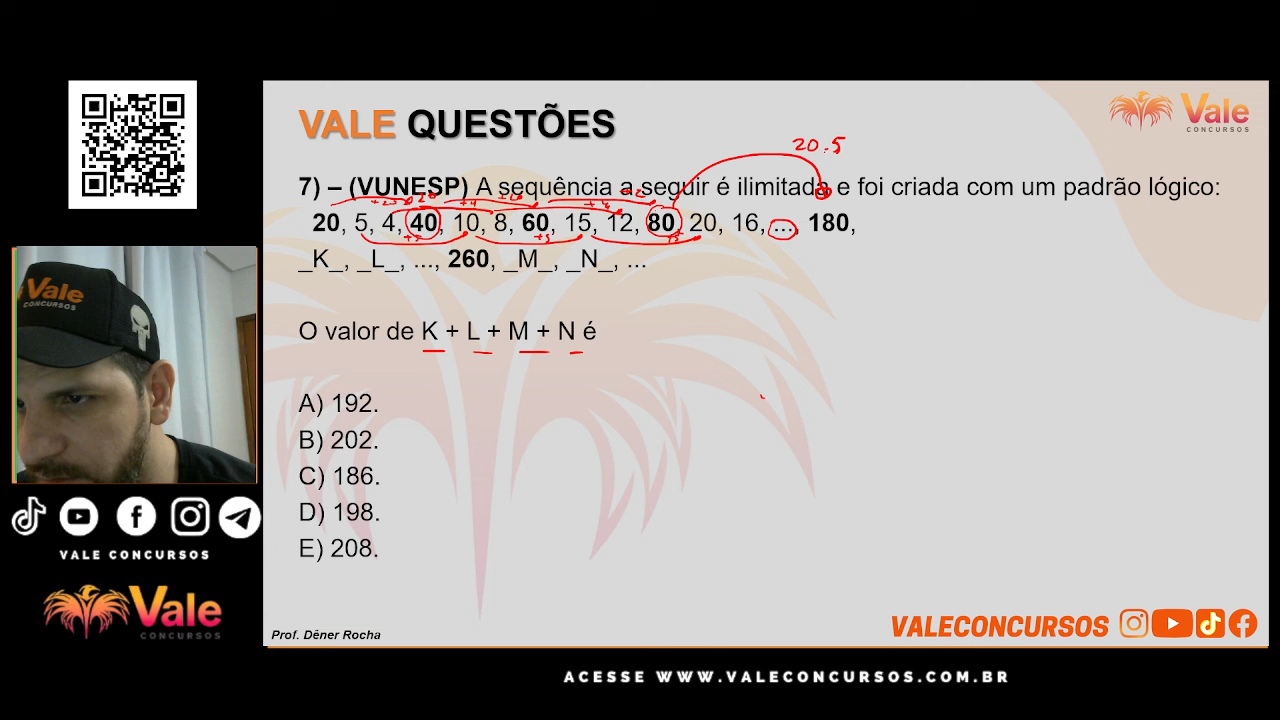 VALE QUESTÕES
Vale
CONCURSOS
20.5
7) – (VUNESP) A sequência a seguir é ilimitada e foi criada com um padrão lógico:
20, 5, 4, 40, 10, 8, 60, 15, 12, 80, 20, 16, ..., 180,
_K_, _L_, ..., 260, _M_, _N_, ...
O valor de K + L + M + N é
A) 192.
B) 202.
C) 186.
D) 198.
E) 208.
Vale
CONCURSOS
VALE CONCURSOS
Vale
CONCURSOS
Prof. Dêner Rocha
VALECONCURSOS
ACESSE WWW.VALECONCURSOS.COM.BR